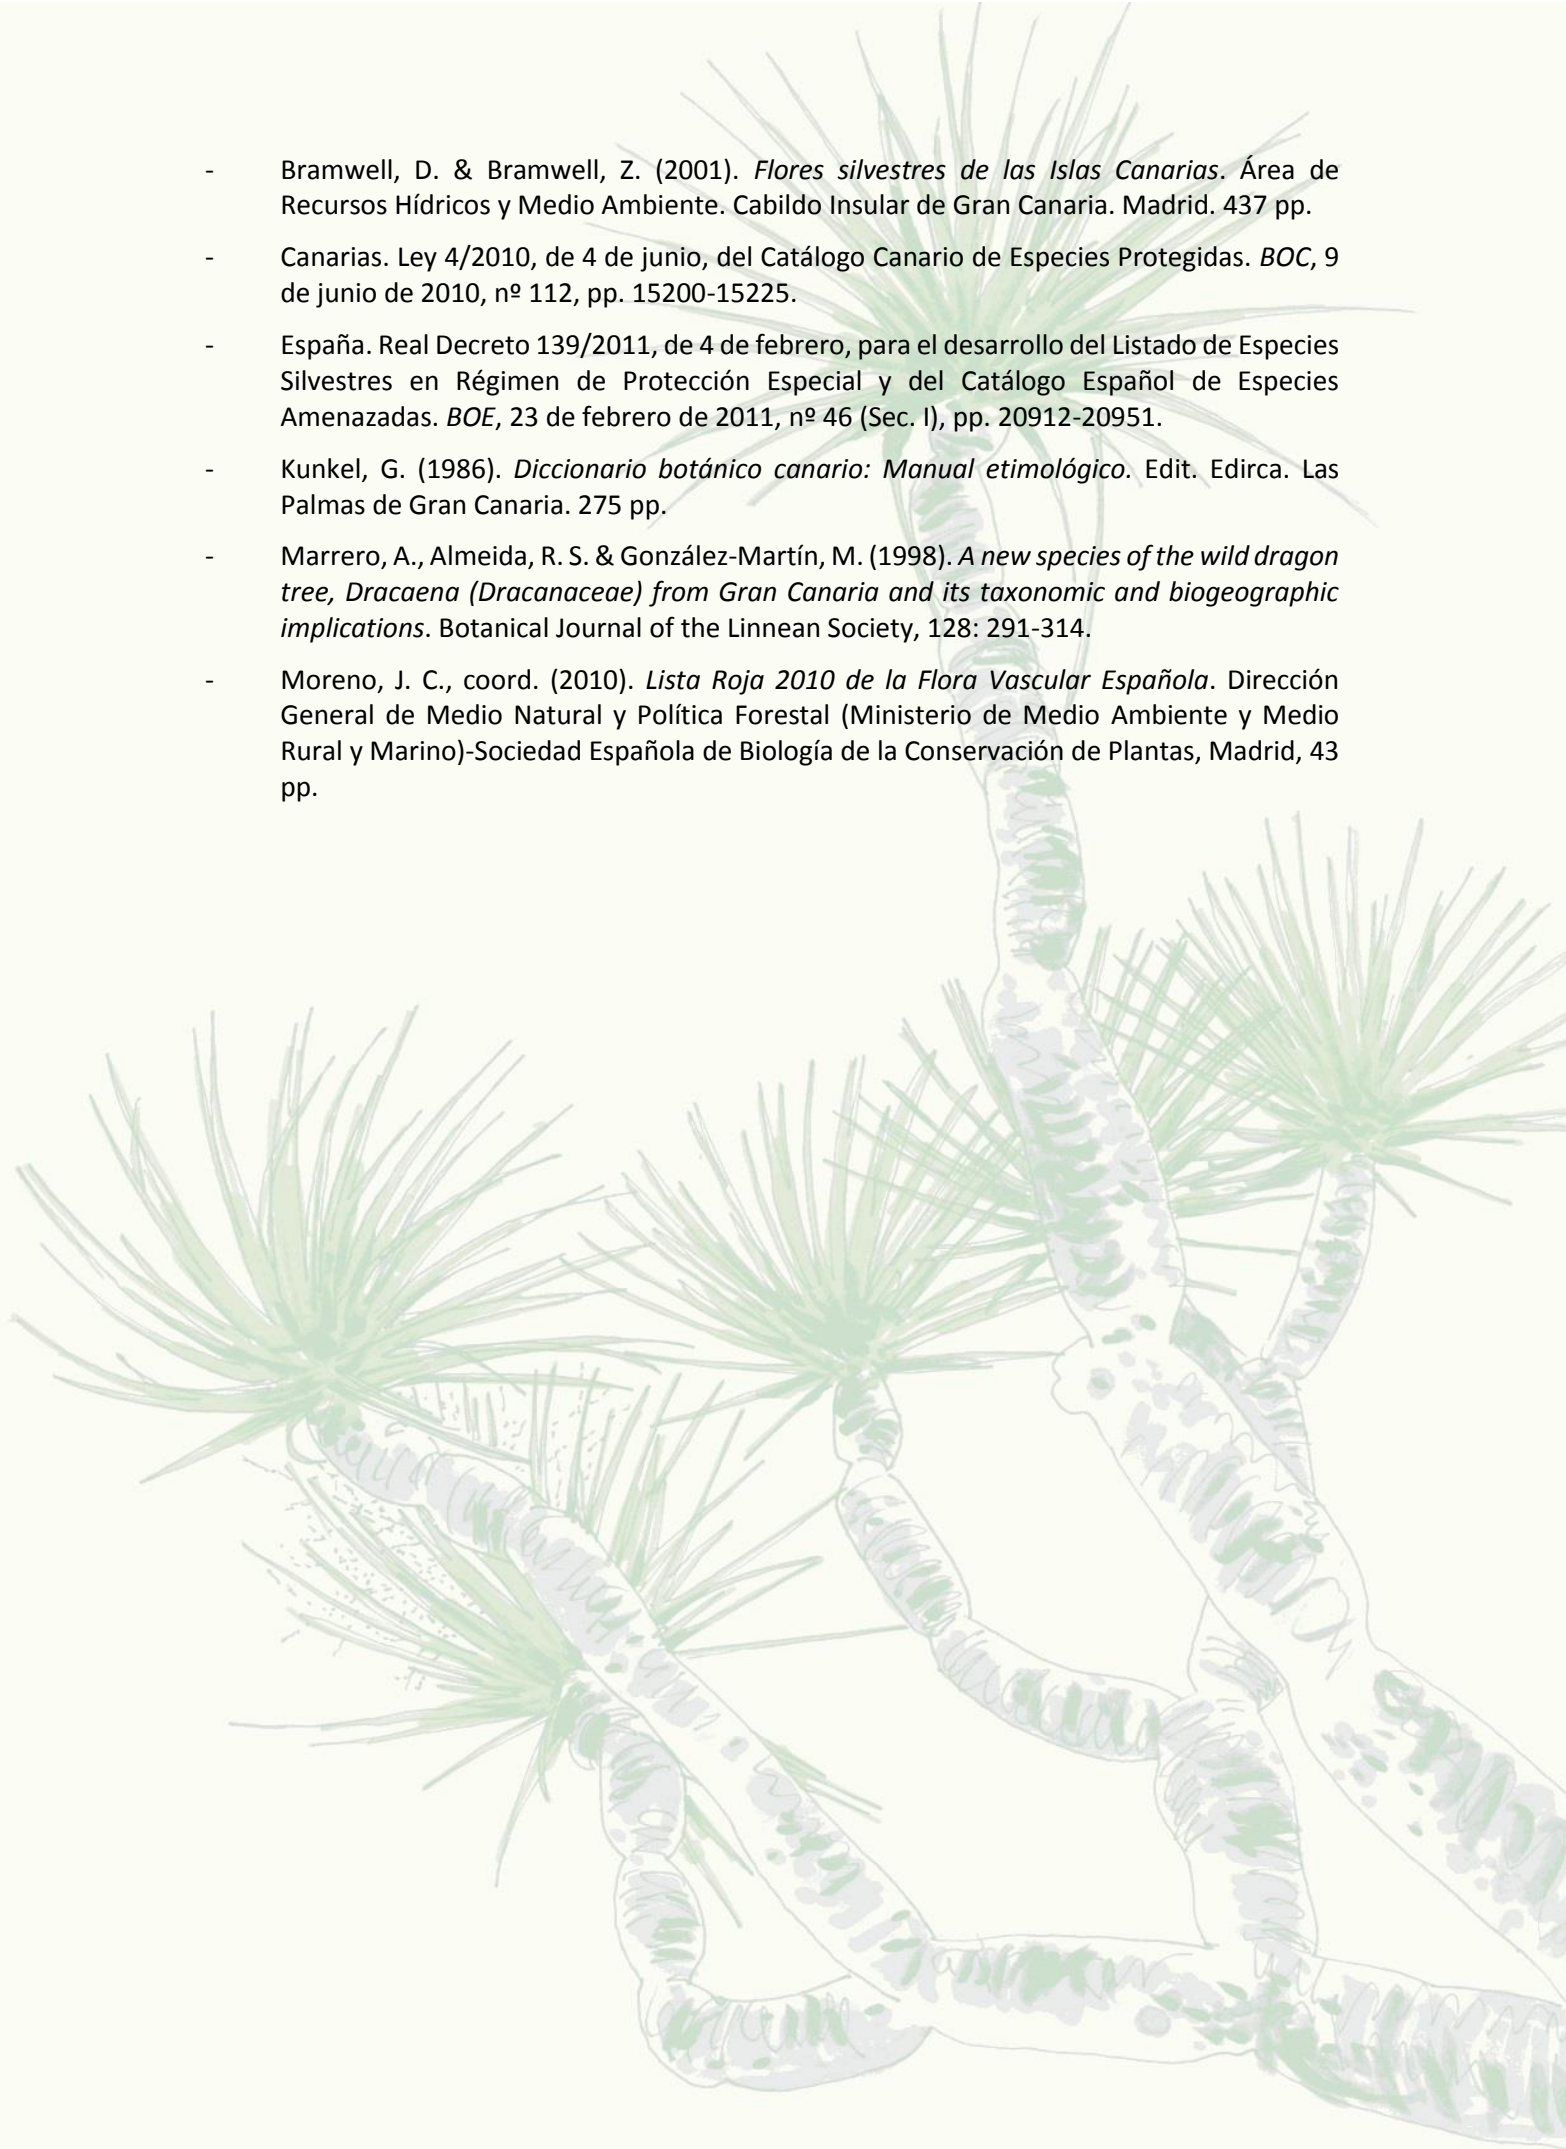 - Bramwell, D. & Bramwell, Z. (2001). Flores silvestres de las Islas Canarias. Área de
Recursos Hídricos y Medio Ambiente. Cabildo Insular de Gran Canaria. Madrid. 437 pp.
- Canarias. Ley 4/2010, de 4 de junio, del Catálogo Canario de Especies Protegidas. BOC, 9
de junio de 2010, nº 112, pp. 15200-15225.
- España. Real Decreto 139/2011, de 4 de febrero, para el desarrollo del Listado de Especies
Silvestres en Régimen de Protección Especial y del Catálogo Español de Especies
Amenazadas. BOE, 23 de febrero de 2011, nº 46 (Sec. I), pp. 20912-20951.
- Kunkel, G. (1986). Diccionario botánico canario: Manual etimológico. Edit. Edirca. Las
Palmas de Gran Canaria. 275 pp.
- Marrero, A., Almeida, R. S. & González-Martín, M. (1998). A new species of the wild dragon
tree, Dracaena (Dracanaceae) from Gran Canaria and its taxonomic and biogeographic
implications. Botanical Journal of the Linnean Society, 128: 291-314.
- Moreno, J. C., coord. (2010). Lista Roja 2010 de la Flora Vascular Española. Dirección
General de Medio Natural y Política Forestal (Ministerio de Medio Ambiente y Medio
Rural y Marino)-Sociedad Española de Biología de la Conservación de Plantas, Madrid, 43
pp.